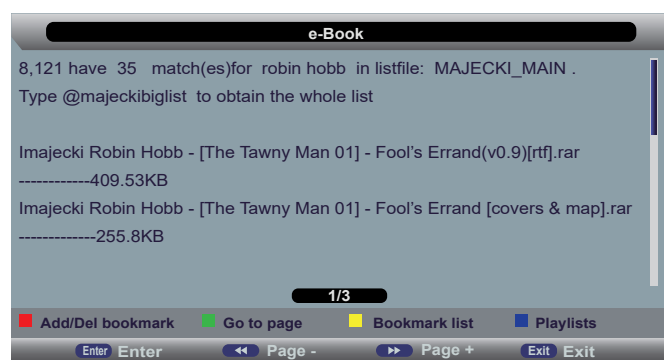 e-Book
8,121 have 35 match(es)for robin hobb in listfile: MAJECKI_MAIN .
Type @majeckibiglist to obtain the whole list
Imajecki Robin Hobb - [The Tawny Man 01] - Fool's Errand(v0.9)[rtf].rar
------------409.53KB
Imajecki Robin Hobb - [The Tawny Man 01] - Fool's Errand [covers & map].rar
-------------255.8KB
1/3
Add/Del bookmark Go to page Bookmark list Playlists
Enter Enter Page - Page + Exit Exit